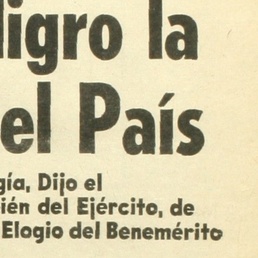 ligro la
el País
gía, Dijo el
ién del Ejército, de
Elogio del Benemérito